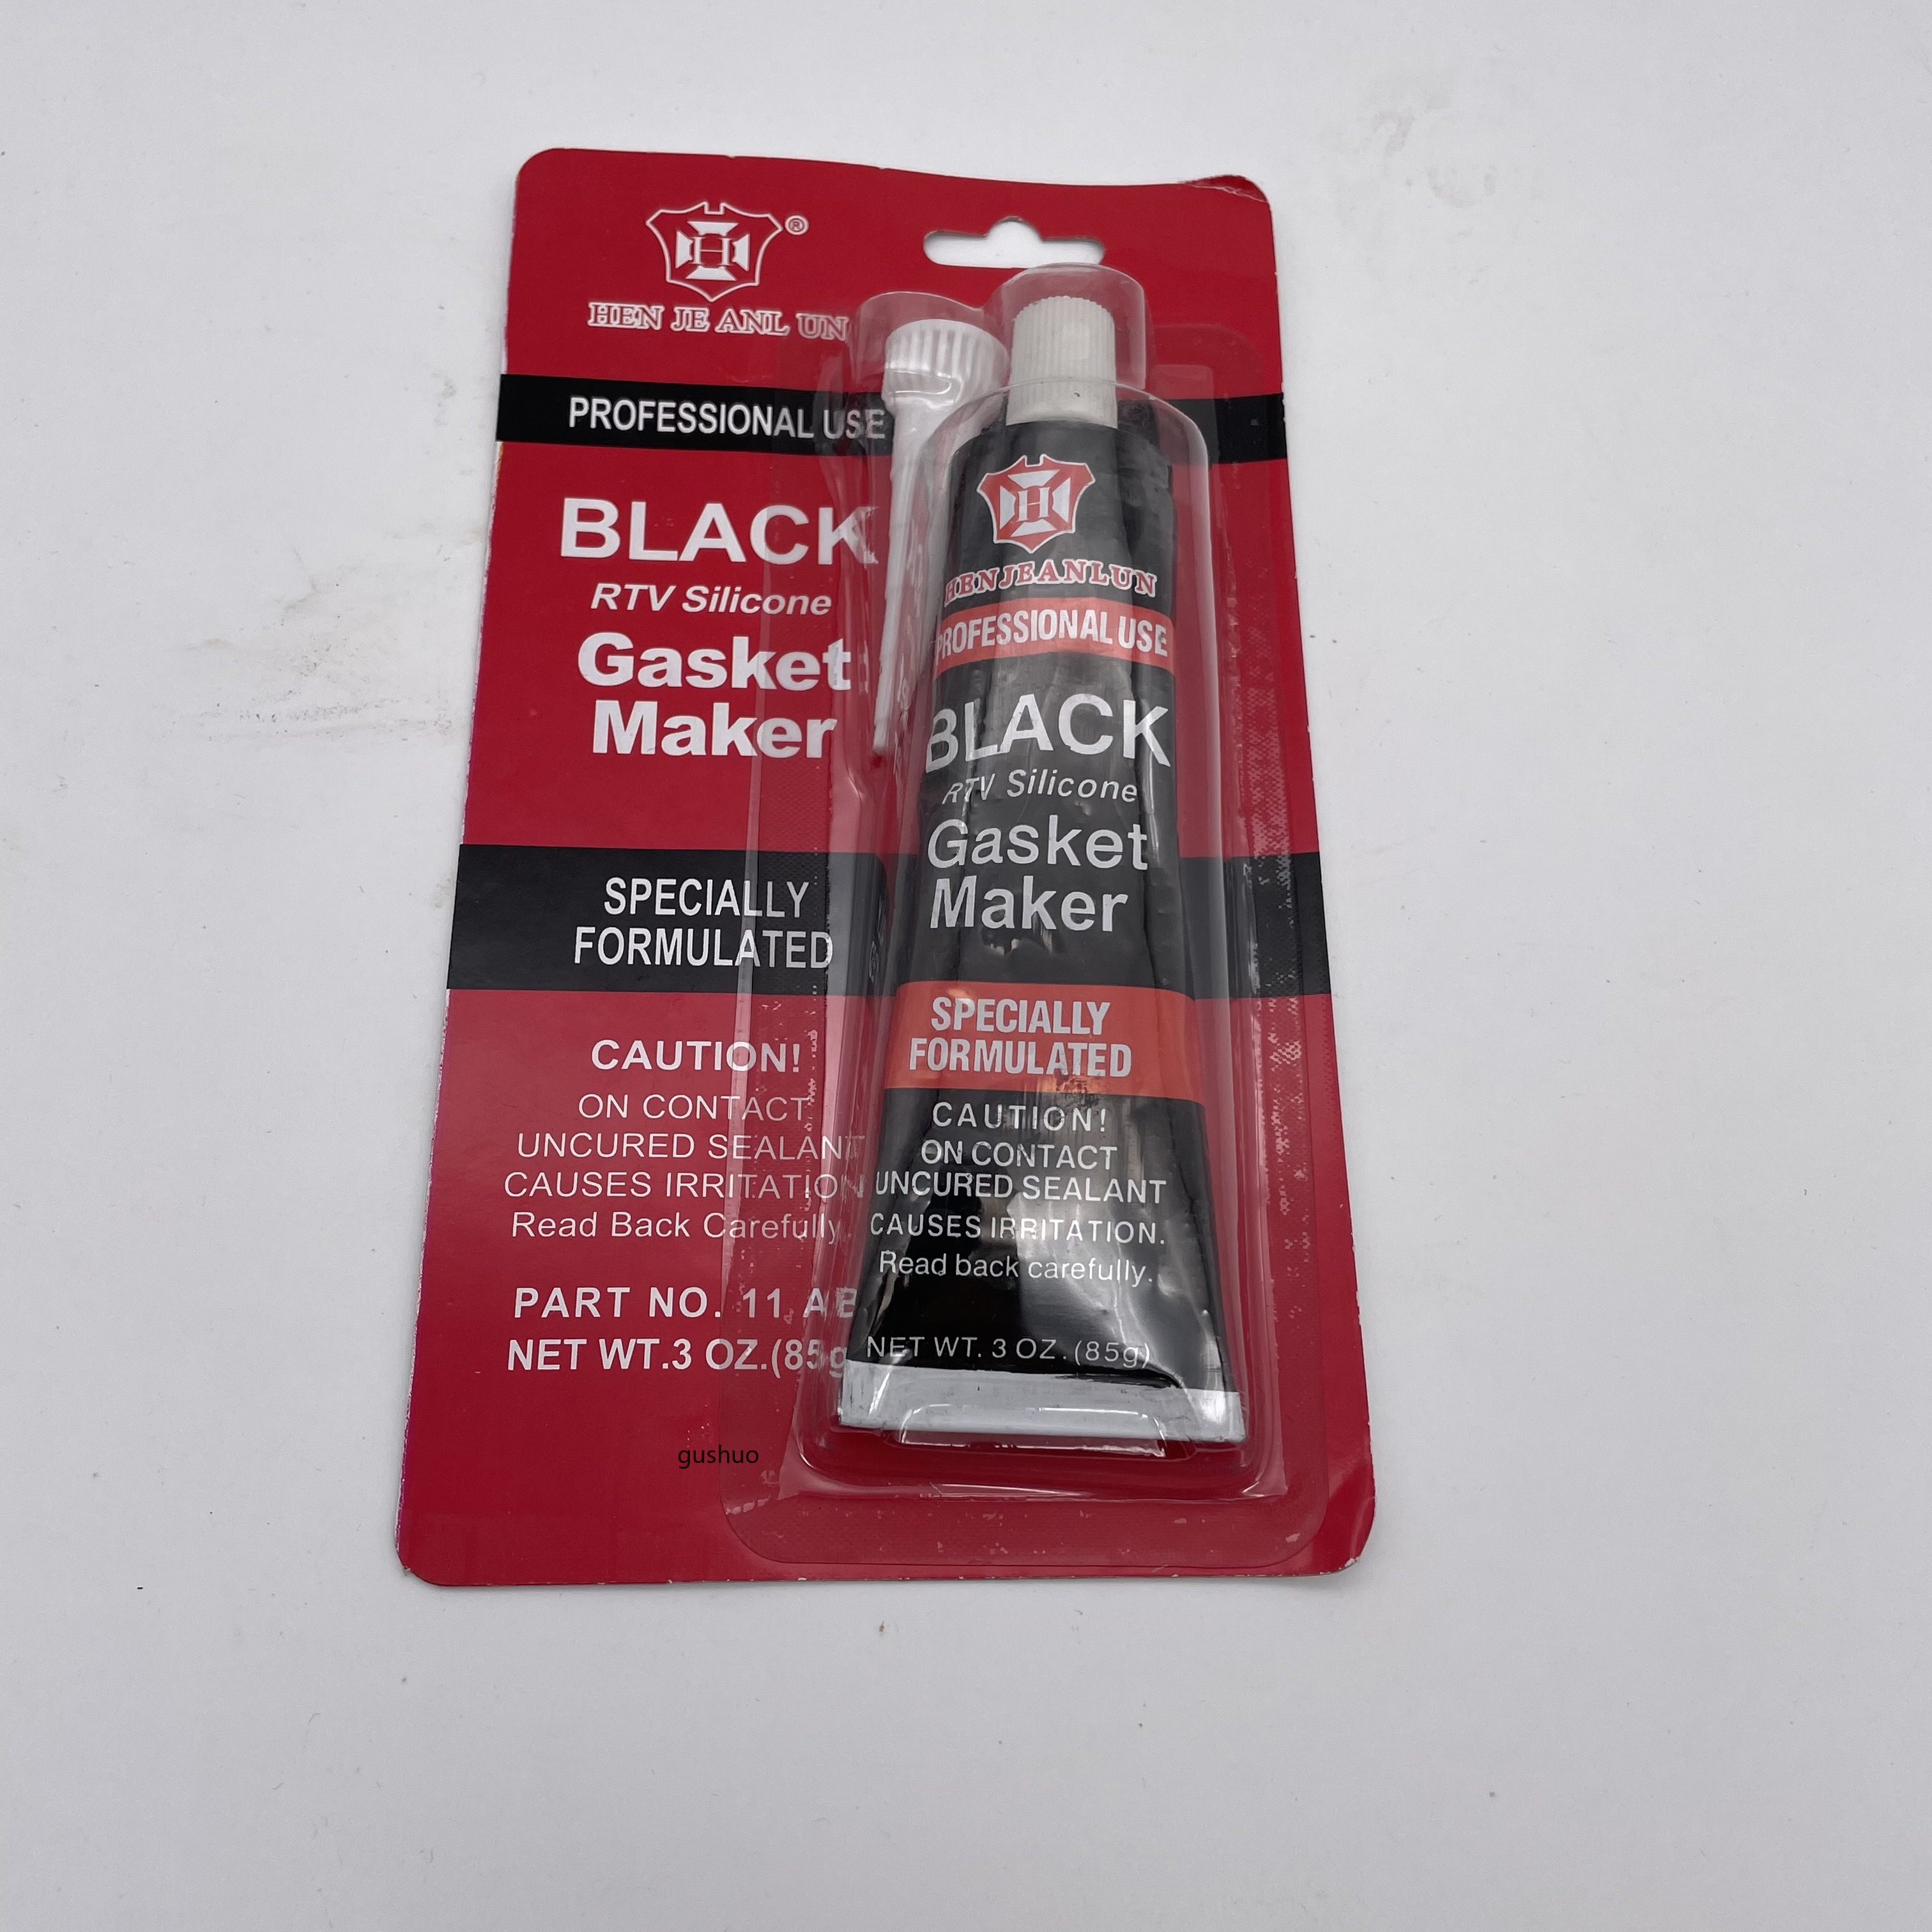 H ®
HEN JE ANL UN
PROFESSIONAL USE
BLACK
RTV Silicone
Gasket
Maker
SPECIALLY
FORMULATED
CAUTION!
ON CONTACT
UNCURED SEALANT
CAUSES IRRITATION
Read Back Carefully.
PART NO. 11 AB
NET WT.3 OZ.(85g
gushuo
H
HENJEANLUN
PROFESSIONAL USE
BLACK
RTV Silicone
Gasket
Maker
SPECIALLY
FORMULATED
CAUTION!
ON CONTACT
UNCURED SEALANT
CAUSES IRRITATION.
Read back carefully.
NET WT. 3 OZ. (85g)